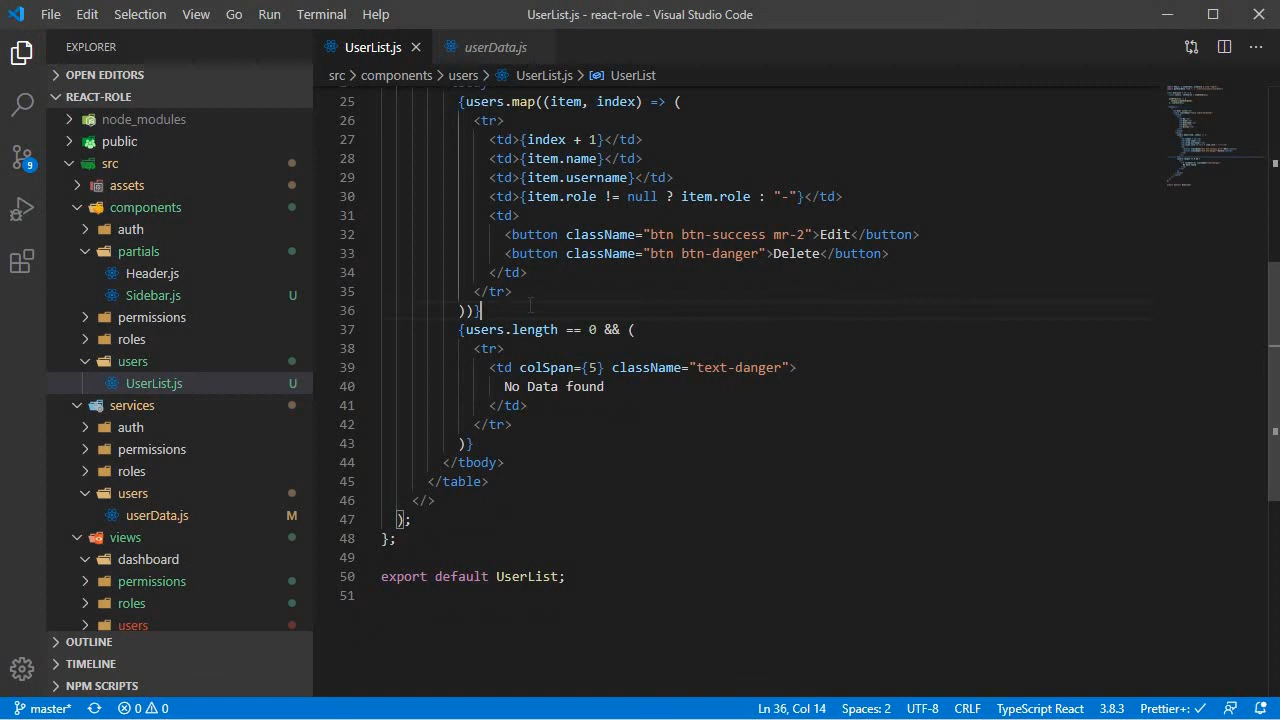 File Edit Selection View Go Run Terminal Help UserList.js - react-role - Visual Studio Code
EXPLORER
OPEN EDITORS
REACT-ROLE
node_modules
public
src
assets
components
auth
partials
Header.js
Sidebar.js U
permissions
roles
users
UserList.js U
services
auth
permissions
roles
users
userData.js M
views
dashboard
permissions
roles
users
OUTLINE
TIMELINE
NPM SCRIPTS
9
UserList.js userData.js
src > components > users > UserList.js > UserList
25 {users.map((item, index) => (
26 <tr>
27 <td>{index + 1}</td>
28 <td>{item.name}</td>
29 <td>{item.username}</td>
30 <td>{item.role != null ? item.role : "-"}</td>
31 <td>
32 <button className="btn btn-success mr-2">Edit</button>
33 <button className="btn btn-danger">Delete</button>
34 </td>
35 </tr>
36 ))}
37 {users.length == 0 && (
38 <tr>
39 <td colSpan={5} className="text-danger">
40 No Data found
41 </td>
42 </tr>
43 )}
44 </tbody>
45 </table>
46 </>
47 );
48 };
49
50 export default UserList;
51
master* 0 0 Ln 36, Col 14 Spaces: 2 UTF-8 CRLF TypeScript React 3.8.3 Prettier+: